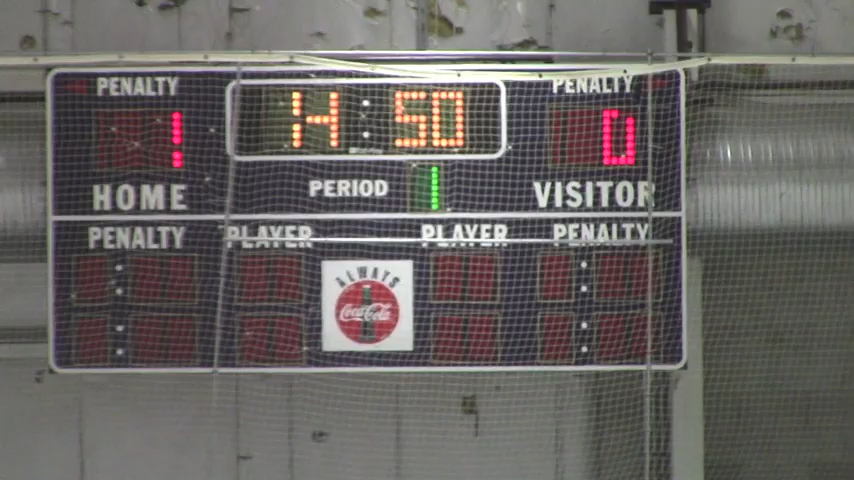 PENALTY 14:50 PENALTY
1 0
HOME PERIOD 1 VISITOR
PENALTY PLAYER PLAYER PENALTY
ALWAYS
Coca-Cola